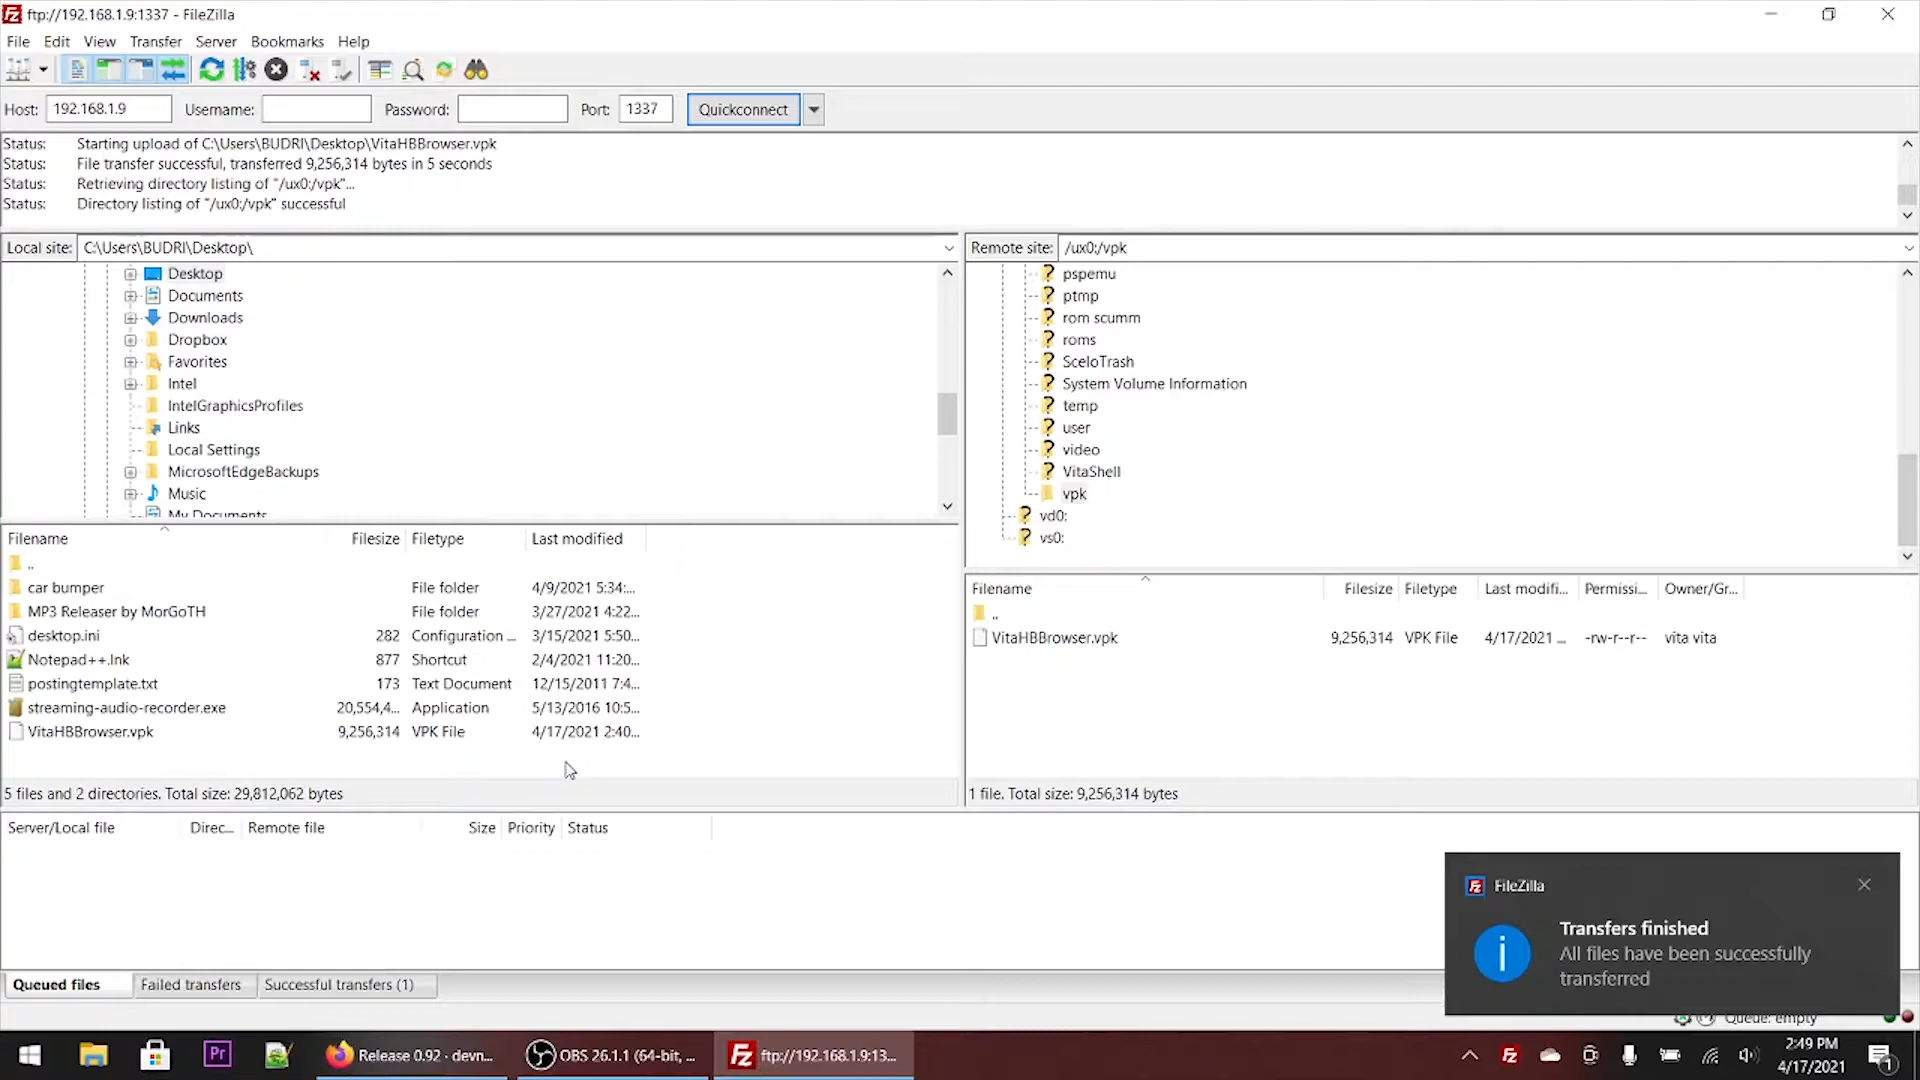 ftp://192.168.1.9:1337 - FileZilla
File Edit View Transfer Server Bookmarks Help
Host: 192.168.1.9 Username: Password: Port: 1337 Quickconnect
Status: Starting upload of C:\Users\BUDRI\Desktop\VitaHBBrowser.vpk
Status: File transfer successful, transferred 9,256,314 bytes in 5 seconds
Status: Retrieving directory listing of "/ux0:/vpk"...
Status: Directory listing of "/ux0:/vpk" successful
Local site: C:\Users\BUDRI\Desktop\
Desktop
Documents
Downloads
Dropbox
Favorites
Intel
IntelGraphicsProfiles
Links
Local Settings
MicrosoftEdgeBackups
Music
My Documents
Filename Filesize Filetype Last modified
..
car bumper File folder 4/9/2021 5:34:...
MP3 Releaser by MorGoTH File folder 3/27/2021 4:22...
desktop.ini 282 Configuration ... 3/15/2021 5:50...
Notepad++.lnk 877 Shortcut 2/4/2021 11:20...
postingtemplate.txt 173 Text Document 12/15/2011 7:4...
streaming-audio-recorder.exe 20,554,4... Application 5/13/2016 10:5...
VitaHBBrowser.vpk 9,256,314 VPK File 4/17/2021 2:40...
5 files and 2 directories. Total size: 29,812,062 bytes
Remote site: /ux0:/vpk
pspemu
ptmp
rom scumm
roms
SceIoTrash
System Volume Information
temp
user
video
VitaShell
vpk
vd0:
vs0:
Filename Filesize Filetype Last modifi... Permissi... Owner/Gr...
..
VitaHBBrowser.vpk 9,256,314 VPK File 4/17/2021 ... -rw-r--r-- vita vita
1 file. Total size: 9,256,314 bytes
Server/Local file Direc... Remote file Size Priority Status
Queued files Failed transfers Successful transfers (1)
FileZilla
Transfers finished
All files have been successfully
transferred
Queue: empty
Release 0.92 · devn...
OBS 26.1.1 (64-bit, ...
ftp://192.168.1.9:13...
2:49 PM
4/17/2021
1